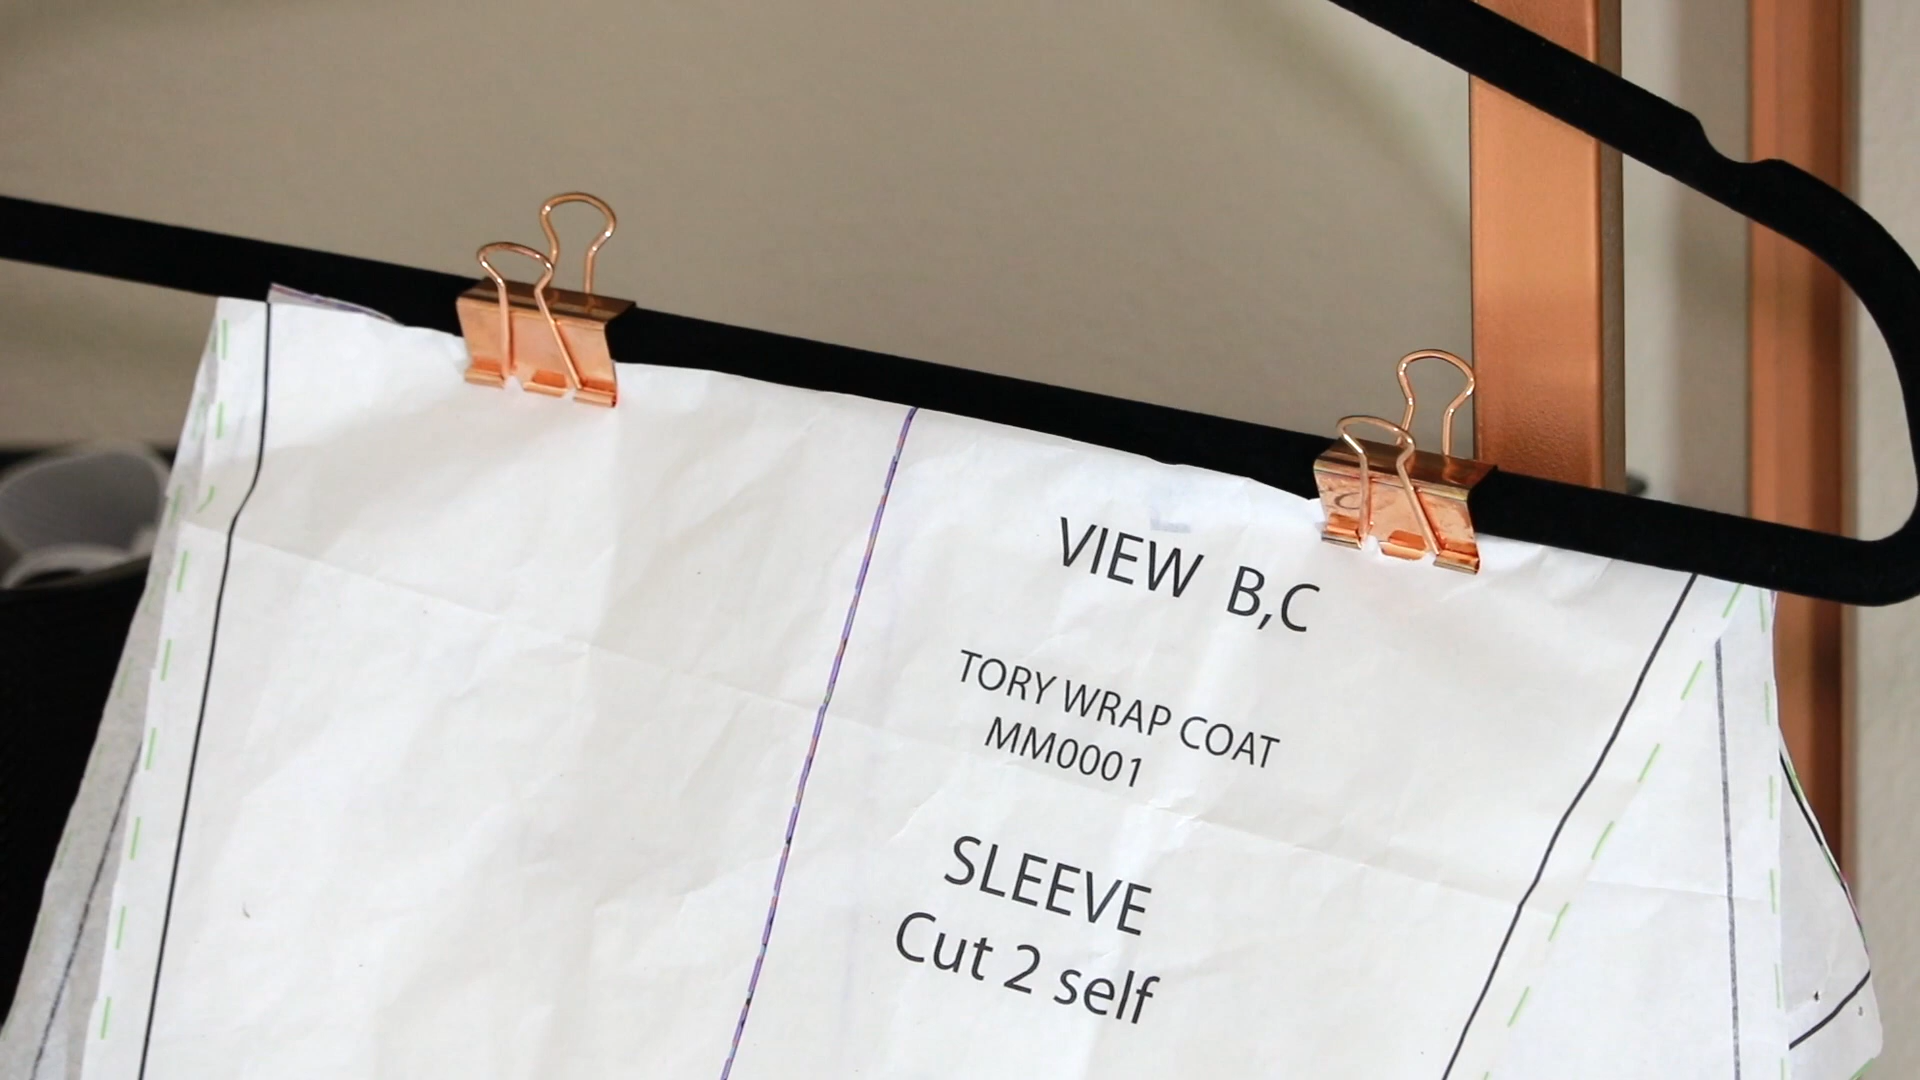 VIEW B,C
TORY WRAP COAT
MM0001
SLEEVE
Cut 2 self